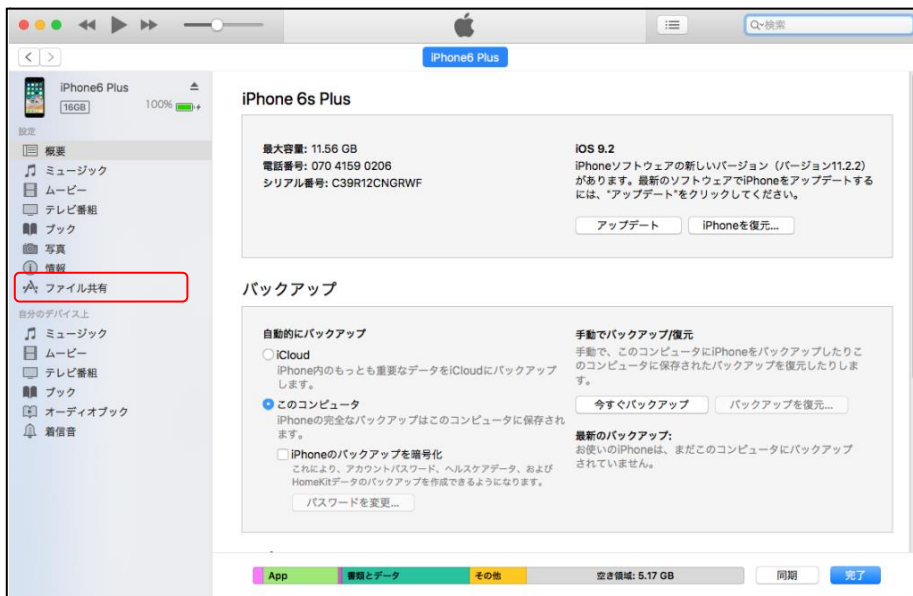 検索
iPhone6 Plus
iPhone6 Plus
16GB
100%
設定
概要
ミュージック
ムービー
テレビ番組
ブック
写真
情報
ファイル共有
自分のデバイス上
ミュージック
ムービー
テレビ番組
ブック
オーディオブック
着信音
iPhone 6s Plus
最大容量: 11.56 GB
電話番号: 070 4159 0206
シリアル番号: C39R12CNGRWF
iOS 9.2
iPhoneソフトウェアの新しいバージョン（バージョン11.2.2）
があります。最新のソフトウェアでiPhoneをアップデートする
には、"アップデート"をクリックしてください。
アップデート
iPhoneを復元...
バックアップ
自動的にバックアップ
iCloud
iPhone内のもっとも重要なデータをiCloudにバックアップ
します。
このコンピュータ
iPhoneの完全なバックアップはこのコンピュータに保存され
ます。
iPhoneのバックアップを暗号化
これにより、アカウントパスワード、ヘルスケアデータ、および
HomeKitデータのバックアップを作成できるようになります。
パスワードを変更...
手動でバックアップ/復元
手動で、このコンピュータにiPhoneをバックアップしたりこ
のコンピュータに保存されたバックアップを復元したりしま
す。
今すぐバックアップ
バックアップを復元...
最新のバックアップ:
お使いのiPhoneは、まだこのコンピュータにバックアップ
されていません。
App
書類とデータ
その他
空き領域: 5.17 GB
同期
完了